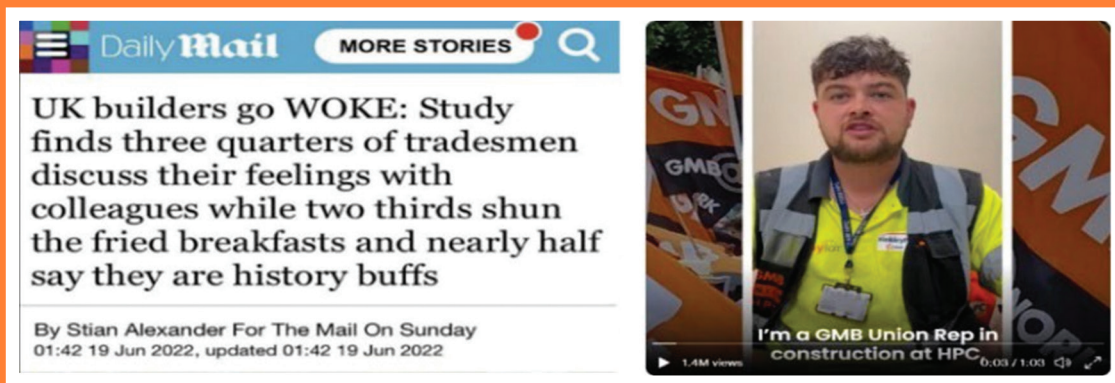 Daily Mail MORE STORIES
UK builders go WOKE: Study
finds three quarters of tradesmen
discuss their feelings with
colleagues while two thirds shun
the fried breakfasts and nearly half
say they are history buffs
By Stian Alexander For The Mail On Sunday
01:42 19 Jun 2022, updated 01:42 19 Jun 2022
GM
GMB
GMB
GMB
I'm a GMB Union Rep in
construction at HPC.
1.4M views
0:03 / 1:03